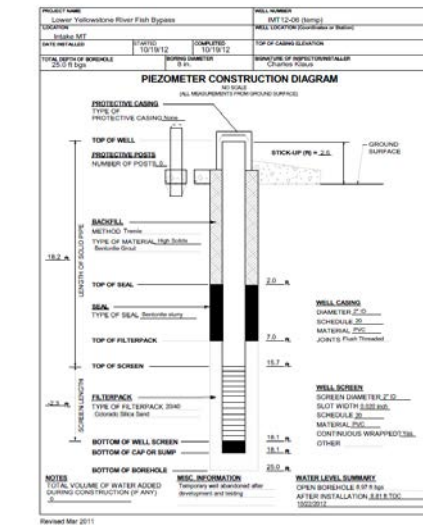 PROJECT NAME
Lower Yellowstone River Fish Bypass
WELL NUMBER
IMT12-06 (temp)
LOCATION
Intake MT
WELL LOCATION (Coordinates or Station)
DATE INSTALLED
STARTED
10/19/12
COMPLETED
10/19/12
TOP OF CASING ELEVATION
TOTAL DEPTH OF BOREHOLE
25.0 ft bgs
BORING DIAMETER
8 in.
SIGNATURE OF INSPECTOR/INSTALLER
Charles Klaus
PIEZOMETER CONSTRUCTION DIAGRAM
NO SCALE
(ALL MEASUREMENTS FROM GROUND SURFACE)
PROTECTIVE CASING
TYPE OF
PROTECTIVE CASING None
TOP OF WELL
PROTECTIVE POSTS
NUMBER OF POSTS 0
STICK-UP (ft) = 2.5
GROUND
SURFACE
BACKFILL
METHOD Tremie
TYPE OF MATERIAL High Solids
Bentonite Grout
18.2 ft.
LENGTH OF SOLID PIPE
TOP OF SEAL
2.0 ft.
SEAL
TYPE OF SEAL Bentonite slurry
TOP OF FILTERPACK
7.0 ft.
WELL CASING
DIAMETER 2" ID
SCHEDULE
MATERIAL PVC
JOINTS Flush Threaded
TOP OF SCREEN
15.7 ft.
SCREEN LENGTH
FILTERPACK
TYPE OF FILTERPACK 20/40
Colorado Silica Sand
WELL SCREEN
SCREEN DIAMETER 2" ID
SLOT WIDTH 0.020 inch
SCHEDULE
MATERIAL PVC
CONTINUOUS WRAPPED?
OTHER
BOTTOM OF WELL SCREEN
18.1 ft.
BOTTOM OF CAP OR SUMP
18.1 ft.
BOTTOM OF BOREHOLE
25.0 ft.
NOTES
TOTAL VOLUME OF WATER ADDED
DURING CONSTRUCTION (IF ANY)
0
MISC. INFORMATION
Temporary well abandoned after
development and testing
WATER LEVEL SUMMARY
OPEN BOREHOLE
AFTER INSTALLATION
10/22/2012
Revised Mar 2011